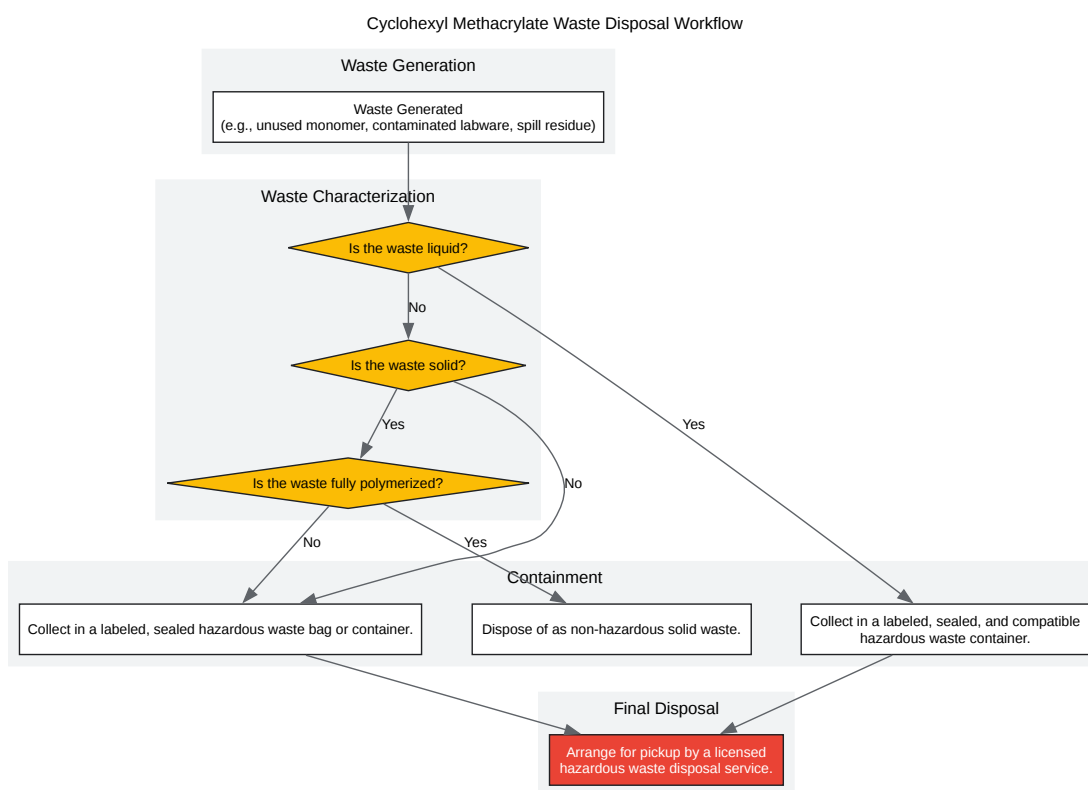 Cyclohexyl Methacrylate Waste Disposal Workflow
Waste Generation
Waste Generated
(e.g., unused monomer, contaminated labware, spill residue)
Waste Characterization
Is the waste liquid?
No
Is the waste solid?
Yes
Yes
Is the waste fully polymerized?
No
No
Yes
Containment
Collect in a labeled, sealed hazardous waste bag or container.
Dispose of as non-hazardous solid waste.
Collect in a labeled, sealed, and compatible
hazardous waste container.
Final Disposal
Arrange for pickup by a licensed
hazardous waste disposal service.